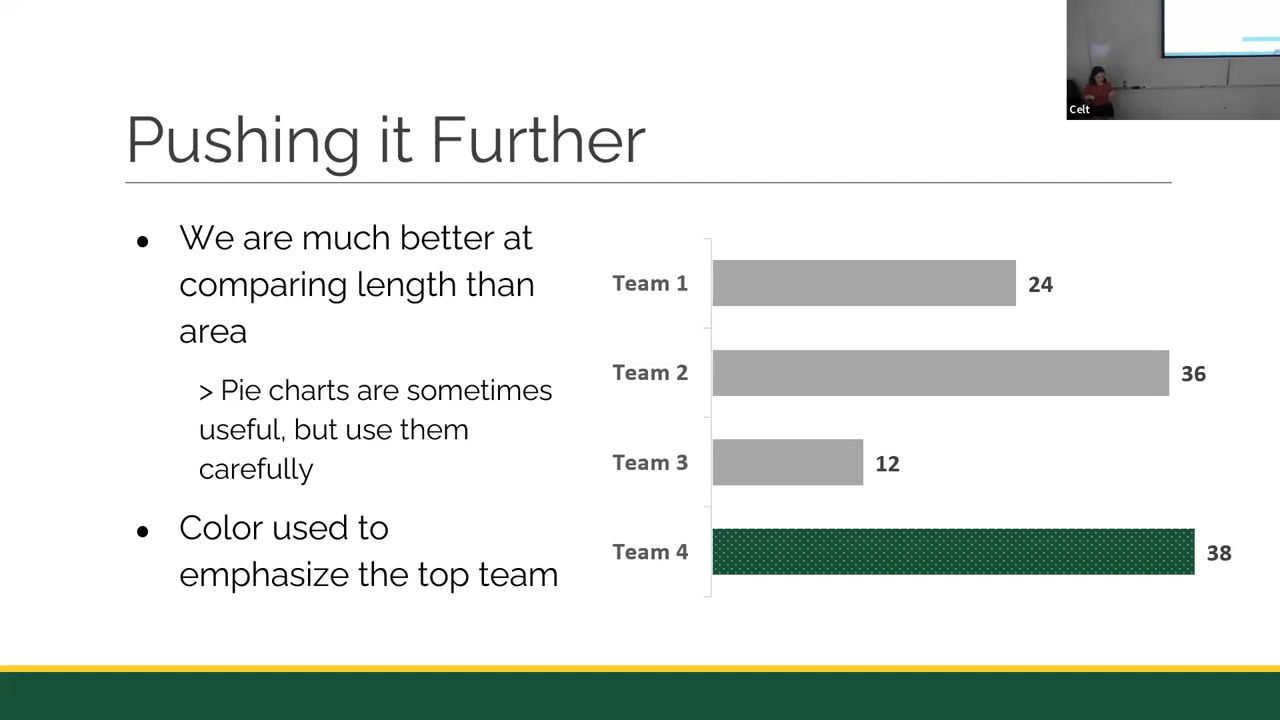 Celt
Pushing it Further
● We are much better at
comparing length than
area
> Pie charts are sometimes
useful, but use them
carefully
● Color used to
emphasize the top team
Team 1 24
Team 2 36
Team 3 12
Team 4 38